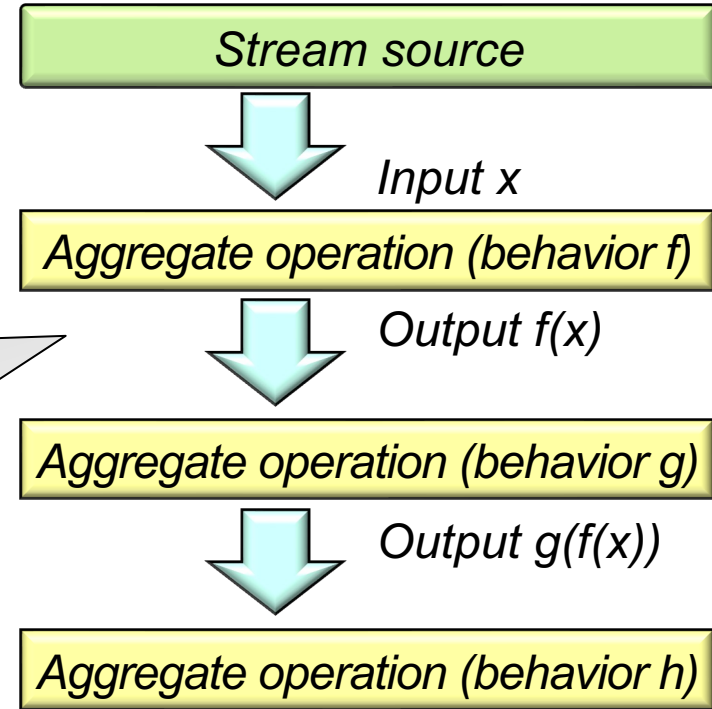 Stream source
Input x
Aggregate operation (behavior f)
Output f(x)
Aggregate operation (behavior g)
Output g(f(x))
Aggregate operation (behavior h)